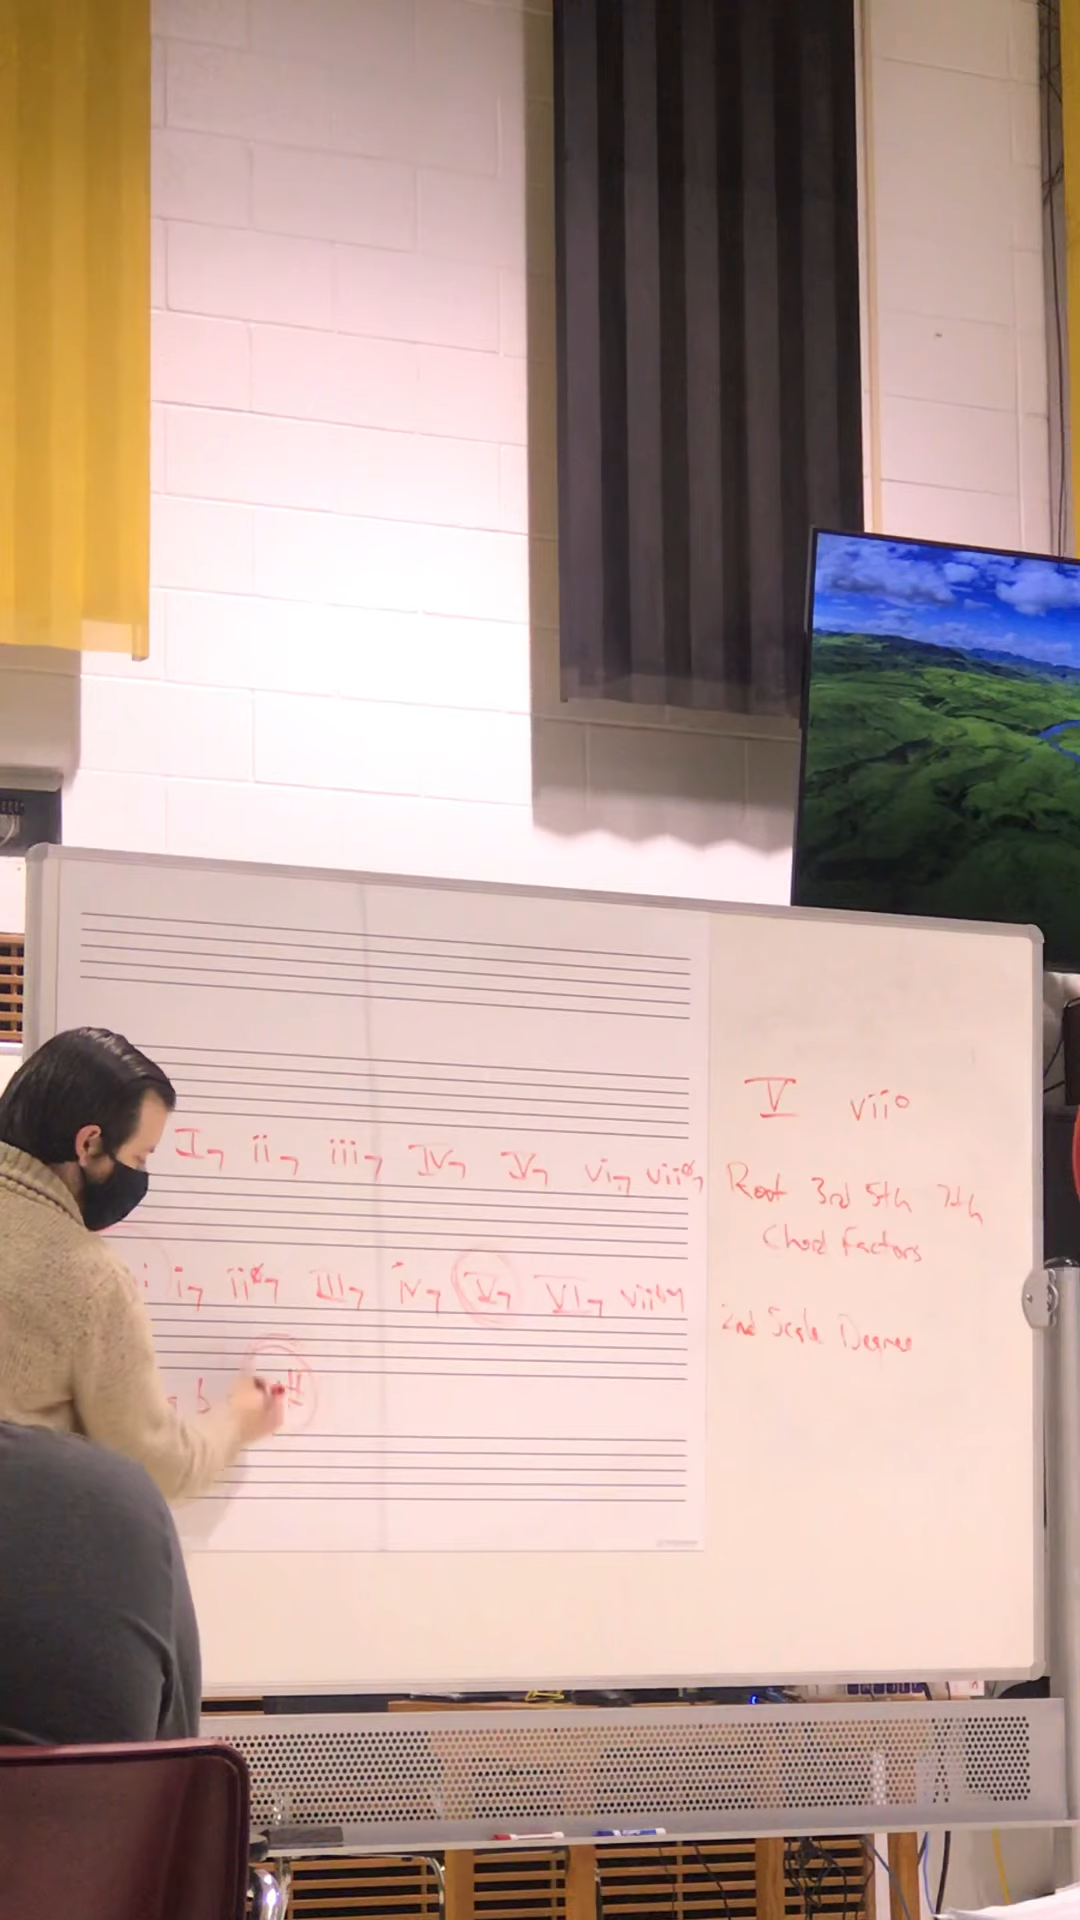 V viio
I7 ii7 iii7 IV7 V7 vi7 viiø7
Root 3rd 5th 7th
Chord Factors
i7 iiø7 III7 iv7 V7 VI7 viio7
2nd Scale Degree
b